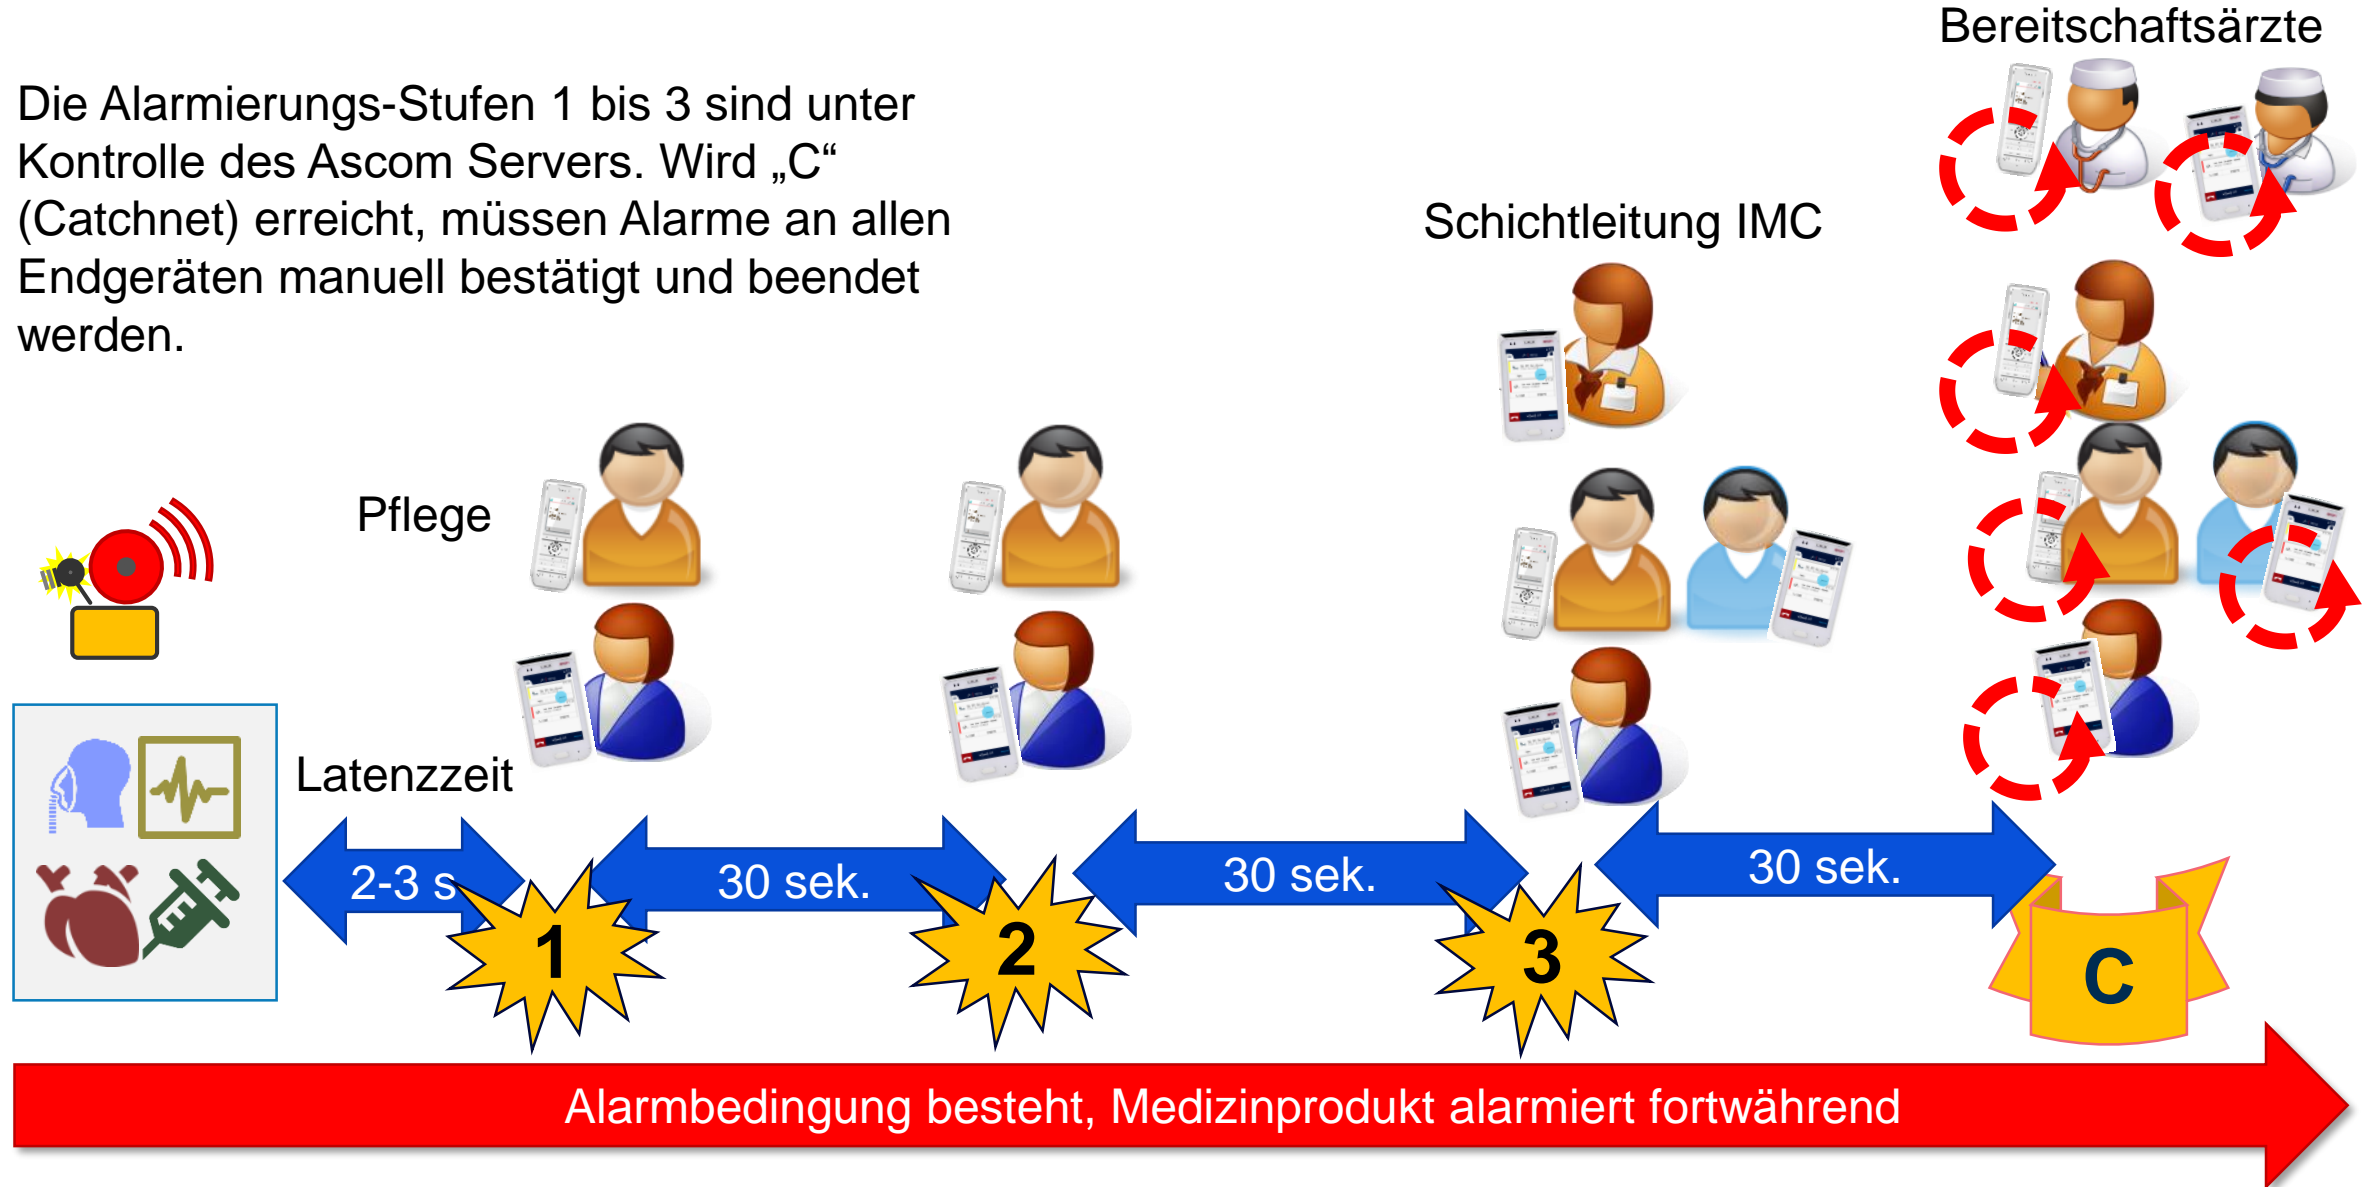 Bereitschaftsärzte
Die Alarmierungs-Stufen 1 bis 3 sind unter
Kontrolle des Ascom Servers. Wird „C“
(Catchnet) erreicht, müssen Alarme an allen
Endgeräten manuell bestätigt und beendet
werden.
Schichtleitung IMC
Pflege
Latenzzeit
2-3 s
30 sek.
30 sek.
30 sek.
1
2
3
C
Alarmbedingung besteht, Medizinprodukt alarmiert fortwährend